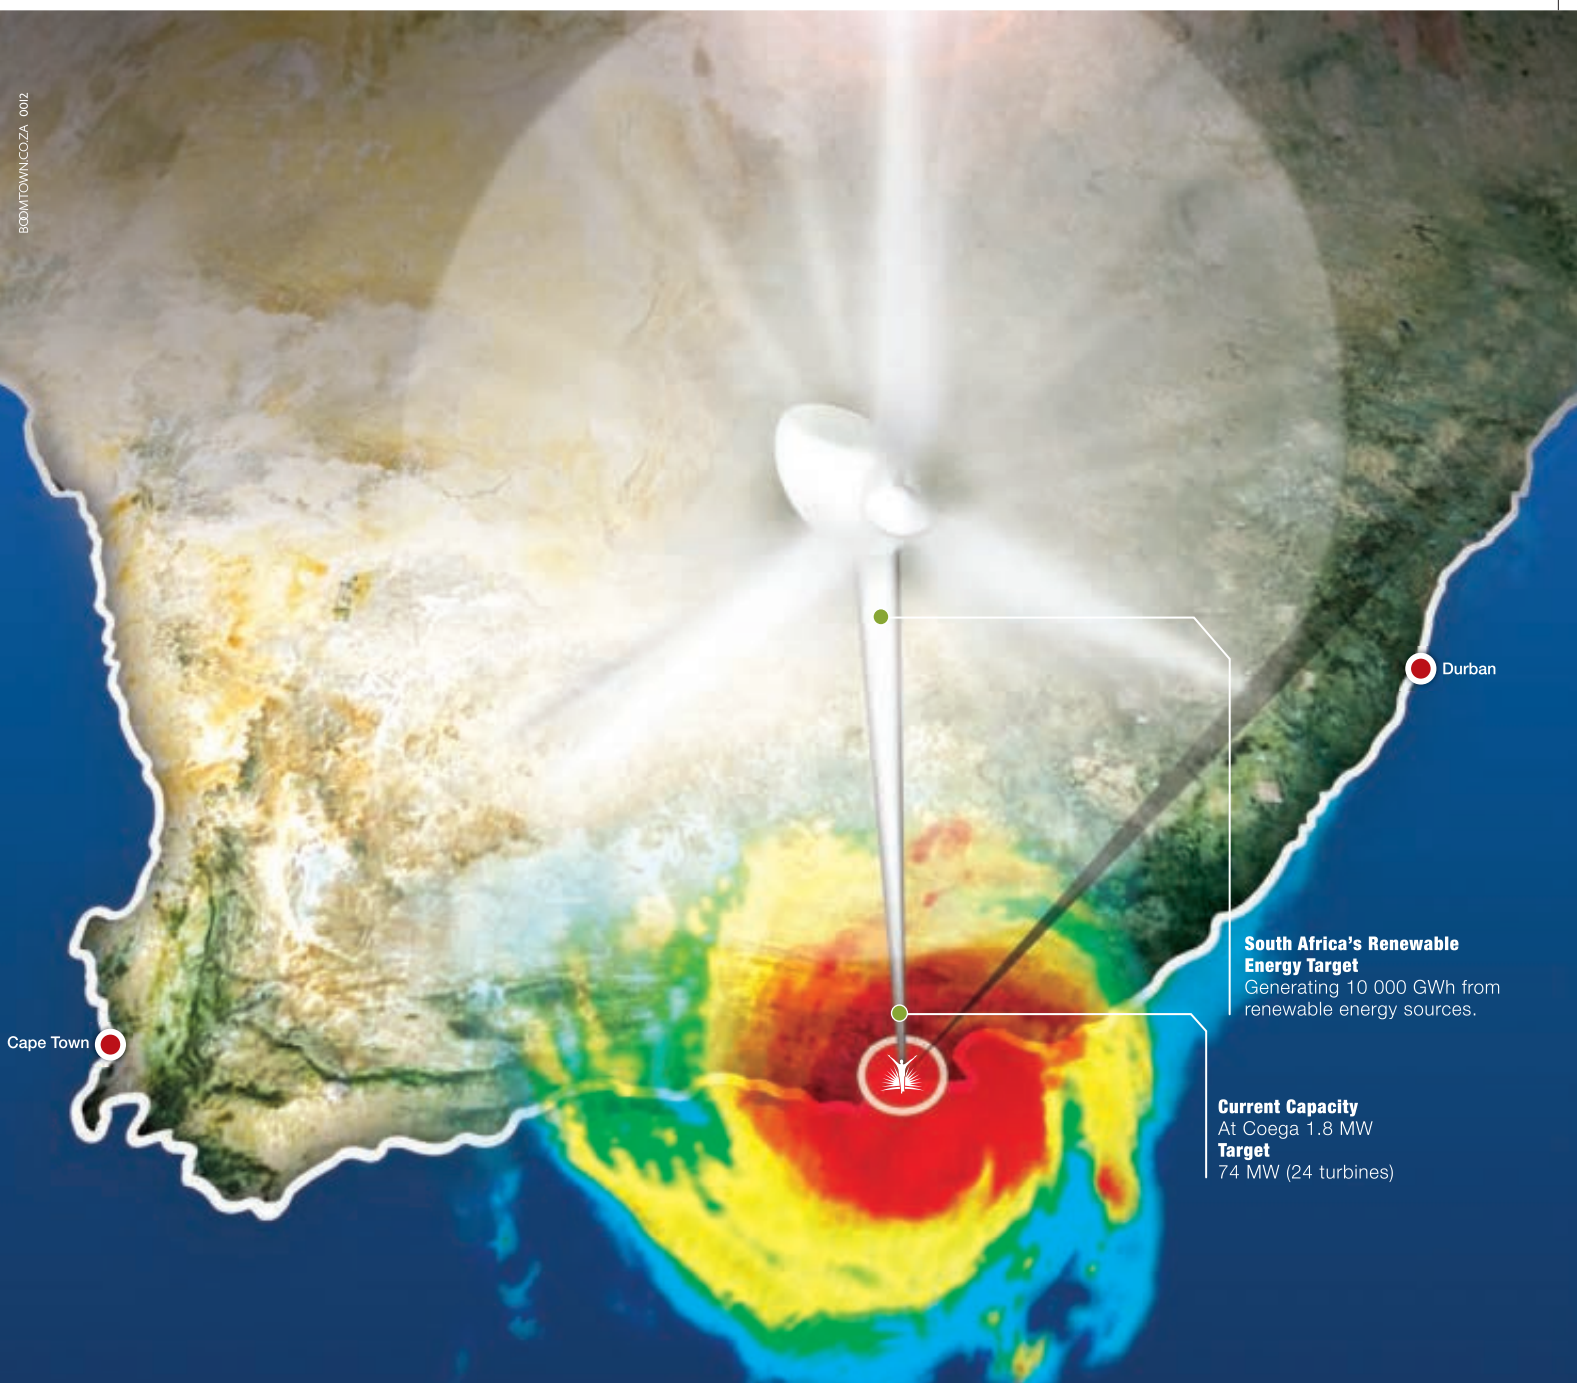 BOOMTOWN.CO.ZA 0012
Durban
South Africa's Renewable
Energy Target
Generating 10 000 GWh from
renewable energy sources.
Cape Town
Current Capacity
At Coega 1.8 MW
Target
74 MW (24 turbines)